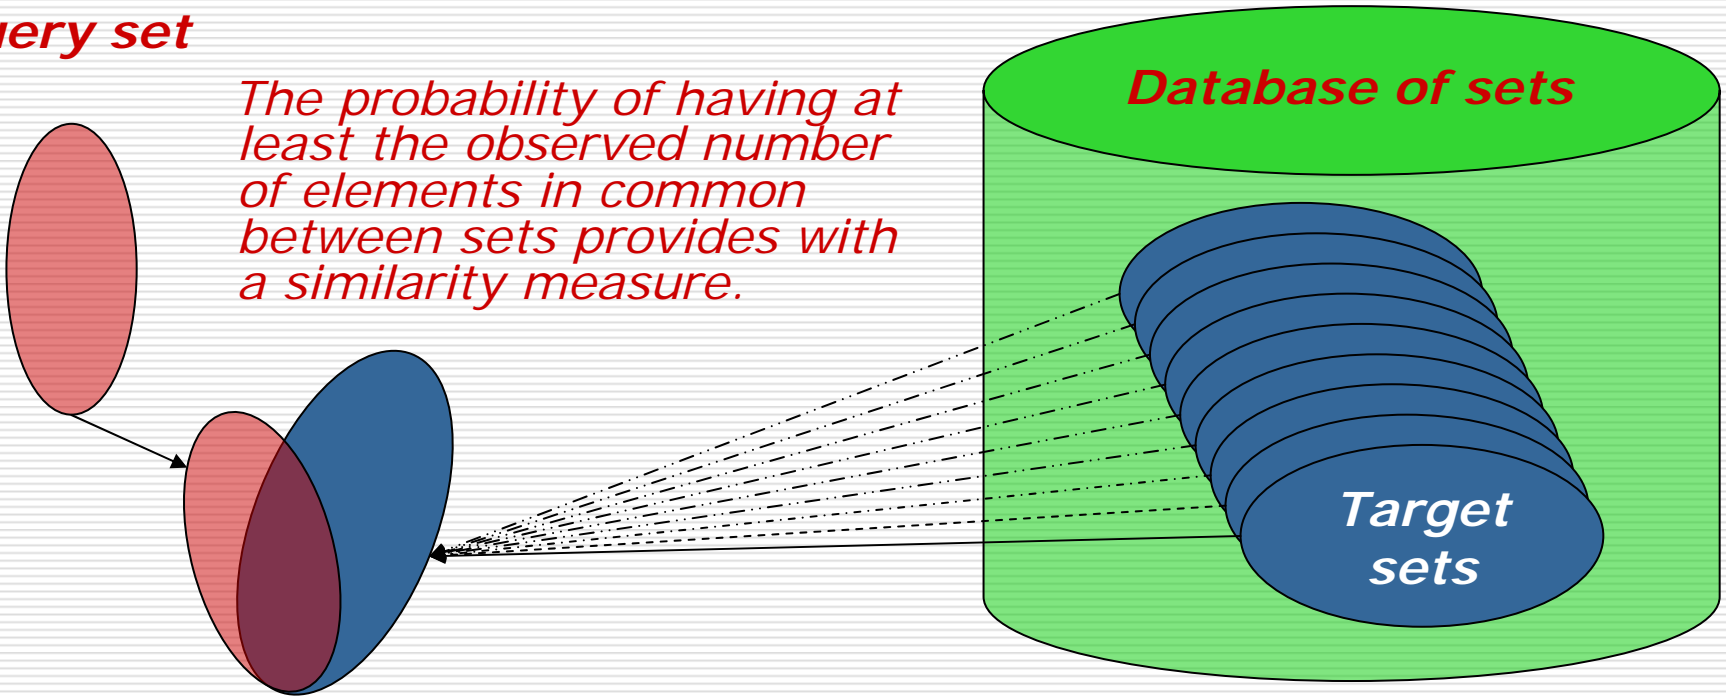 uery set
Database of sets
The probability of having at
least the observed number
of elements in common
between sets provides with
a similarity measure.
Target
sets